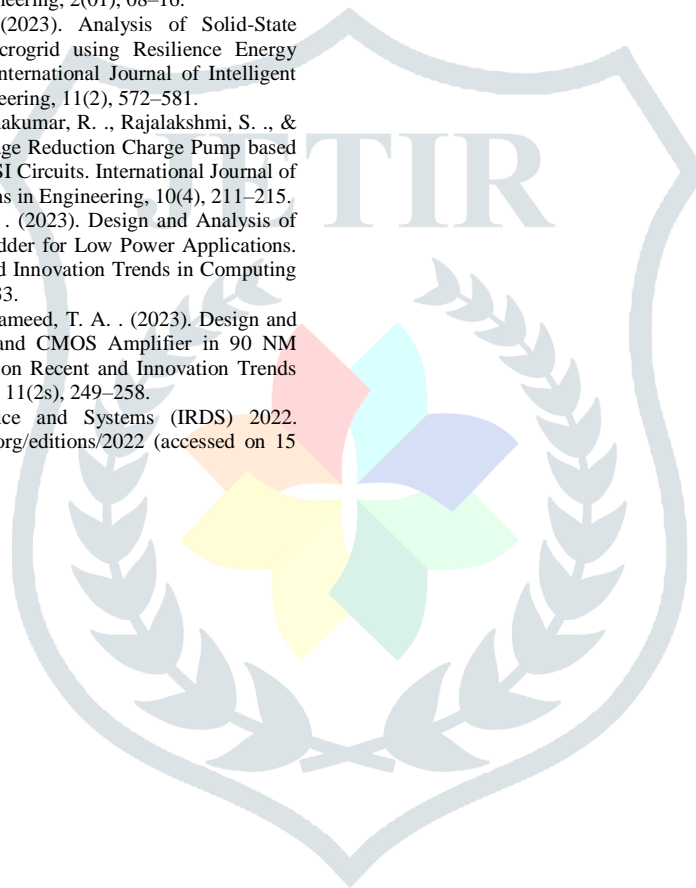 neering, 2(01), 08–16.
(2023). Analysis of Solid-State
crogrid using Resilience Energy
nternational Journal of Intelligent
eering, 11(2), 572–581.
nakumar, R. ., Rajalakshmi, S. ., &
ge Reduction Charge Pump based
SI Circuits. International Journal of
ns in Engineering, 10(4), 211–215.
. (2023). Design and Analysis of
dder for Low Power Applications.
d Innovation Trends in Computing
33.
ameed, T. A. . (2023). Design and
and CMOS Amplifier in 90 NM
on Recent and Innovation Trends
11(2s), 249–258.
ice and Systems (IRDS) 2022.
org/editions/2022 (accessed on 15
JETIR